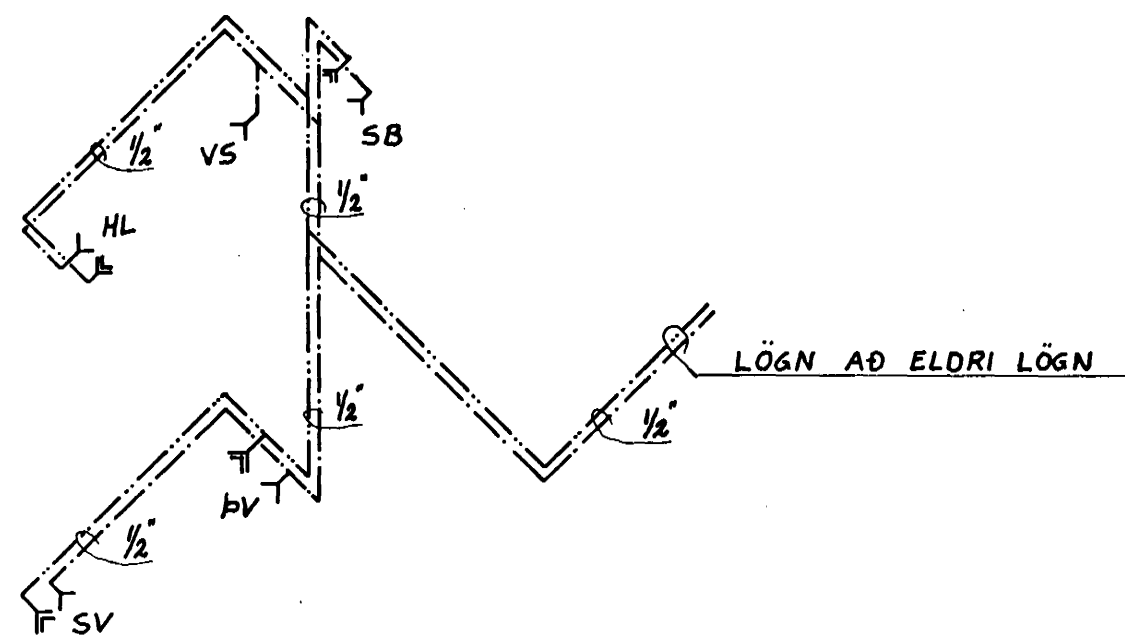 SB
1/2"
VS
1/2"
HL
LÖGN AÐ ELDRI LÖGN
1/2"
1/2"
ÞV
1/2"
SV